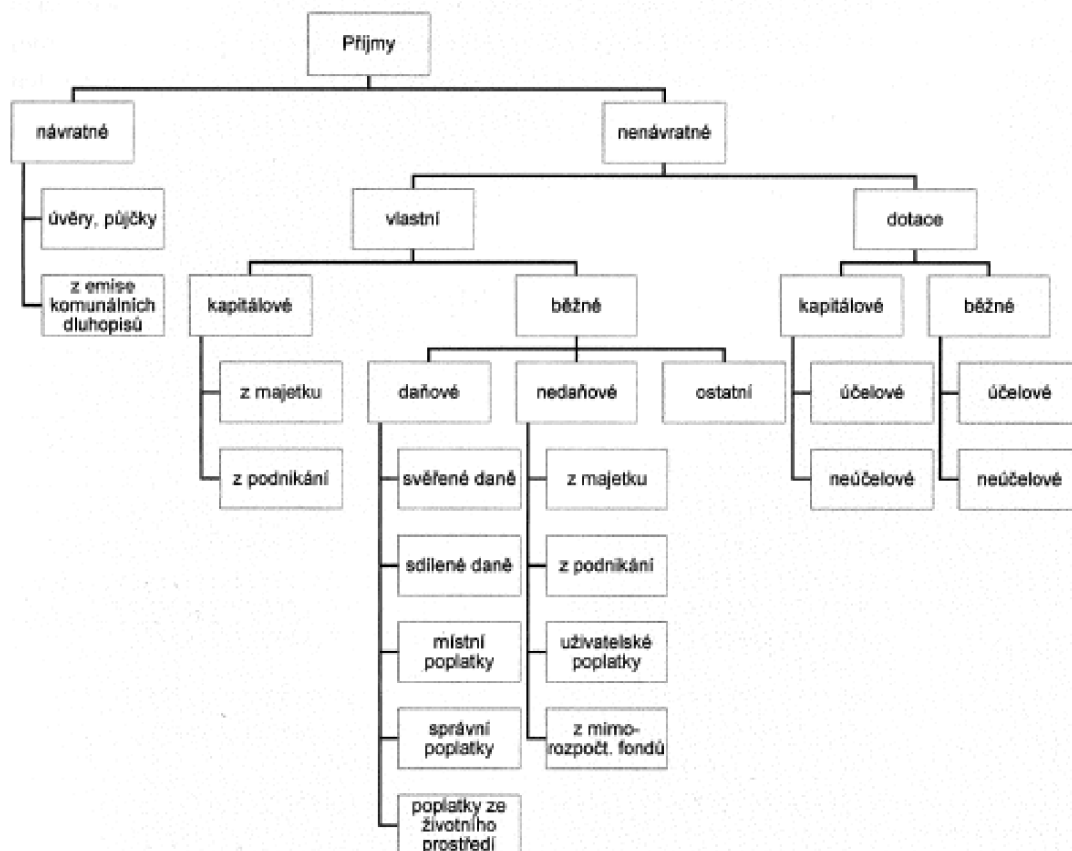 Příjmy
návratné
nenávratné
úvěry, půjčky
vlastní
dotace
z emise
komunálních
dluhopisů
kapitálové
běžné
kapitálové
běžné
z majetku
daňové
nedaňové
ostatní
účelové
účelové
z podnikání
svěřené daně
z majetku
neúčelové
neúčelové
sdílené daně
z podnikání
místní
poplatky
uživatelské
poplatky
správní
poplatky
z mimo-
rozpočt. fondů
poplatky ze
životního
prostředí